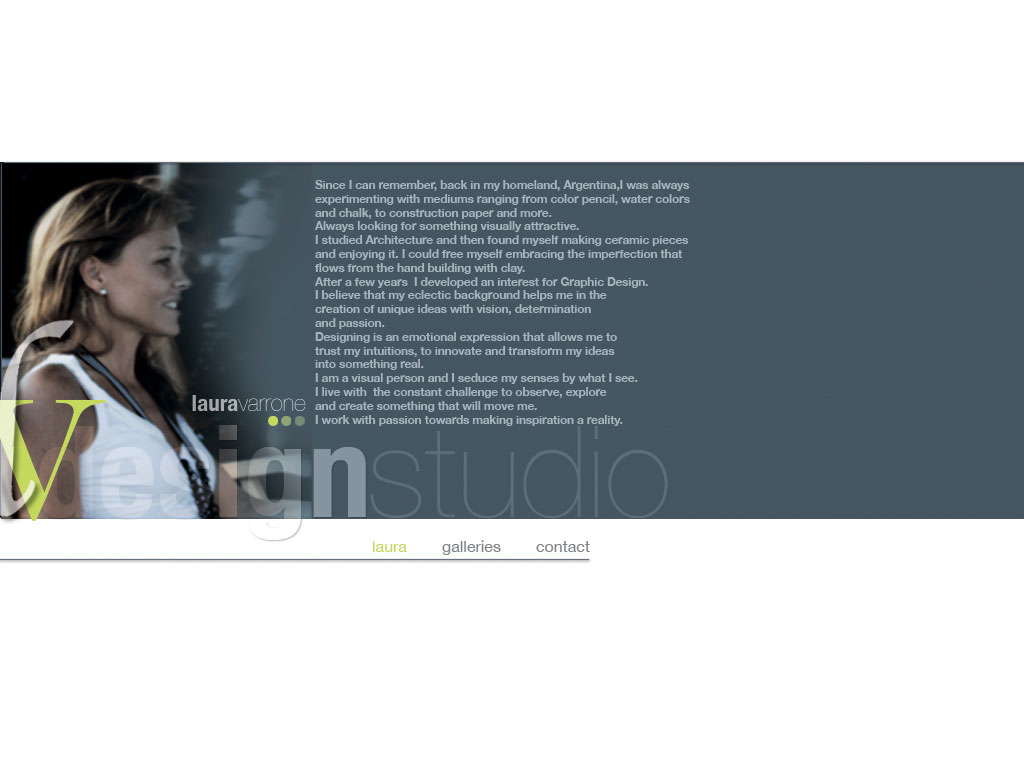 Since I can remember, back in my homeland, Argentina,I was always
experimenting with mediums ranging from color pencil, water colors
and chalk, to construction paper and more.
Always looking for something visually attractive.
I studied Architecture and then found myself making ceramic pieces
and enjoying it. I could free myself embracing the imperfection that
flows from the hand building with clay.
After a few years  I developed an interest for Graphic Design.
I believe that my eclectic background helps me in the
creation of unique ideas with vision, determination
and passion.
Designing is an emotional expression that allows me to
trust my intuitions, to innovate and transform my ideas
into something real.
I am a visual person and I seduce my senses by what I see.
I live with  the constant challenge to observe, explore
and create something that will move me.
I work with passion towards making inspiration a reality.
lauravarrone
v
designstudio
laura galleries contact